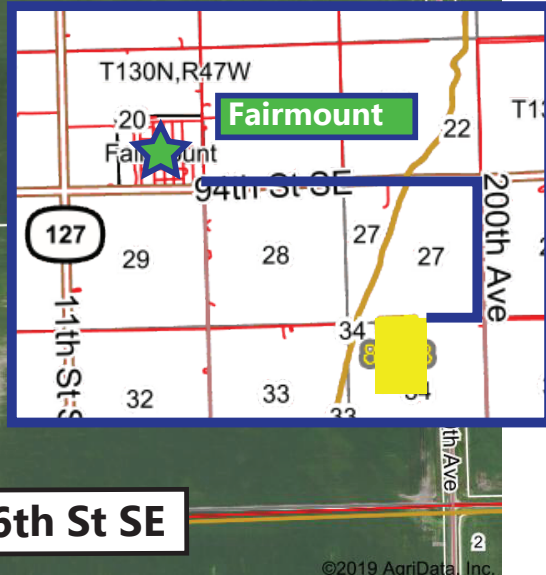 T130N,R47W
Fairmount
T13
20
22
Fairmount
94th St SE
127
29
28
27
27
200th Ave
11th St S
34
32
33
33
34
th Ave
6th St SE
2
©2019 AgriData, Inc.